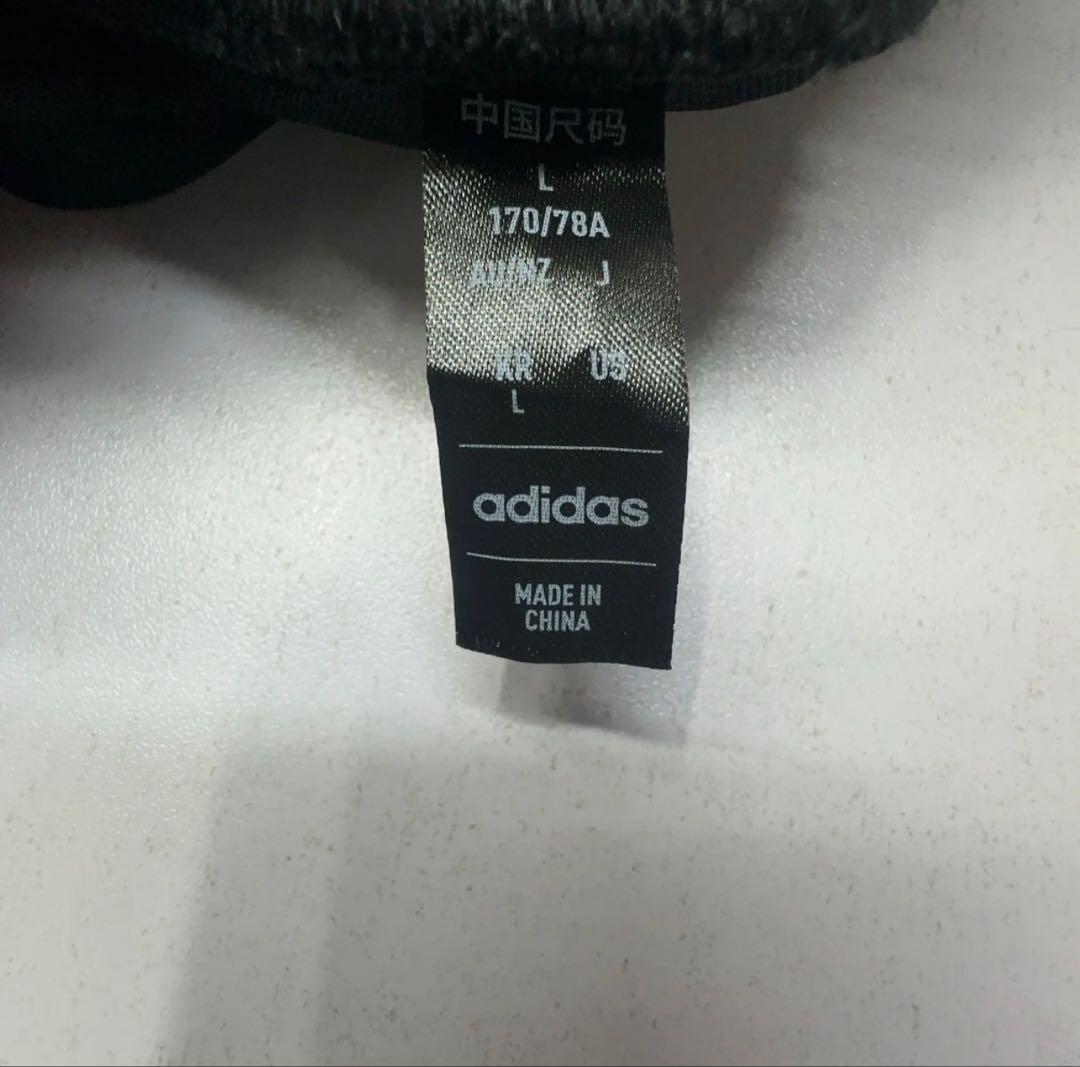 中国尺码
L
170/78A
AU/NZ J
KR US
L
adidas
MADE IN
CHINA